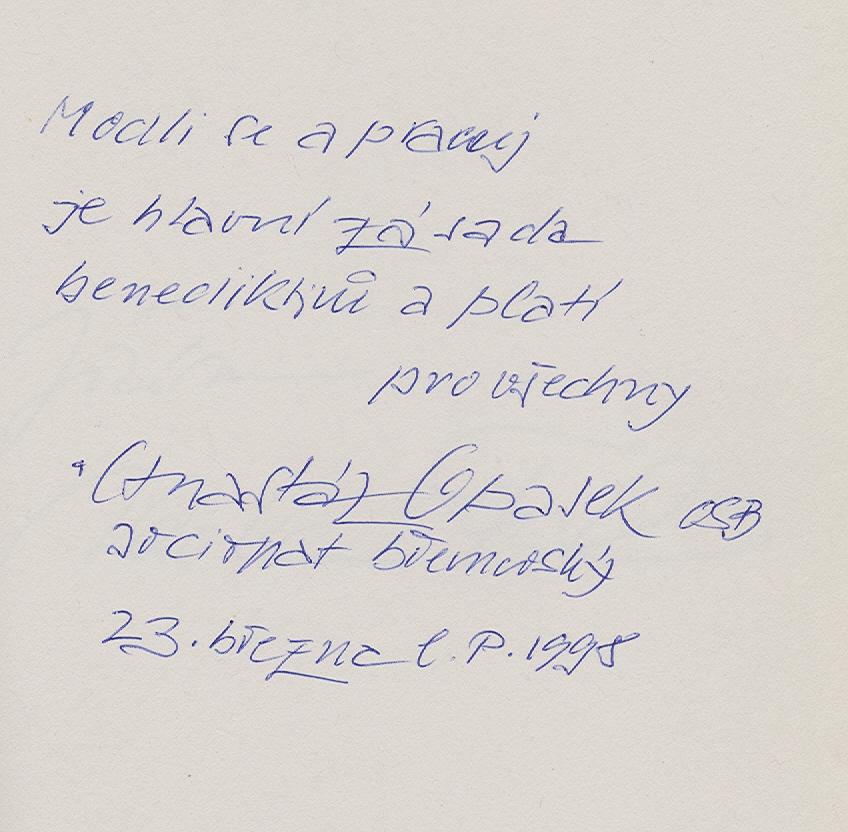 Modli se a pracuj
je hlavní zásada
benediktinů a platí
pro všechny
Anastáz Opasek OSB
arciopat břevnovský
23. března l. P. 1998